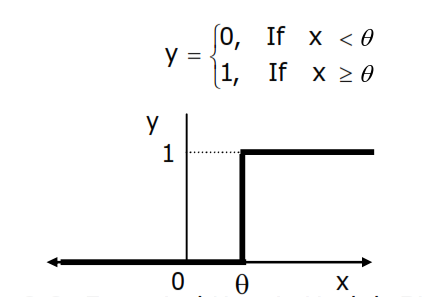 y = {0, If x < θ
1, If x ≥ θ
y
1
0 θ x